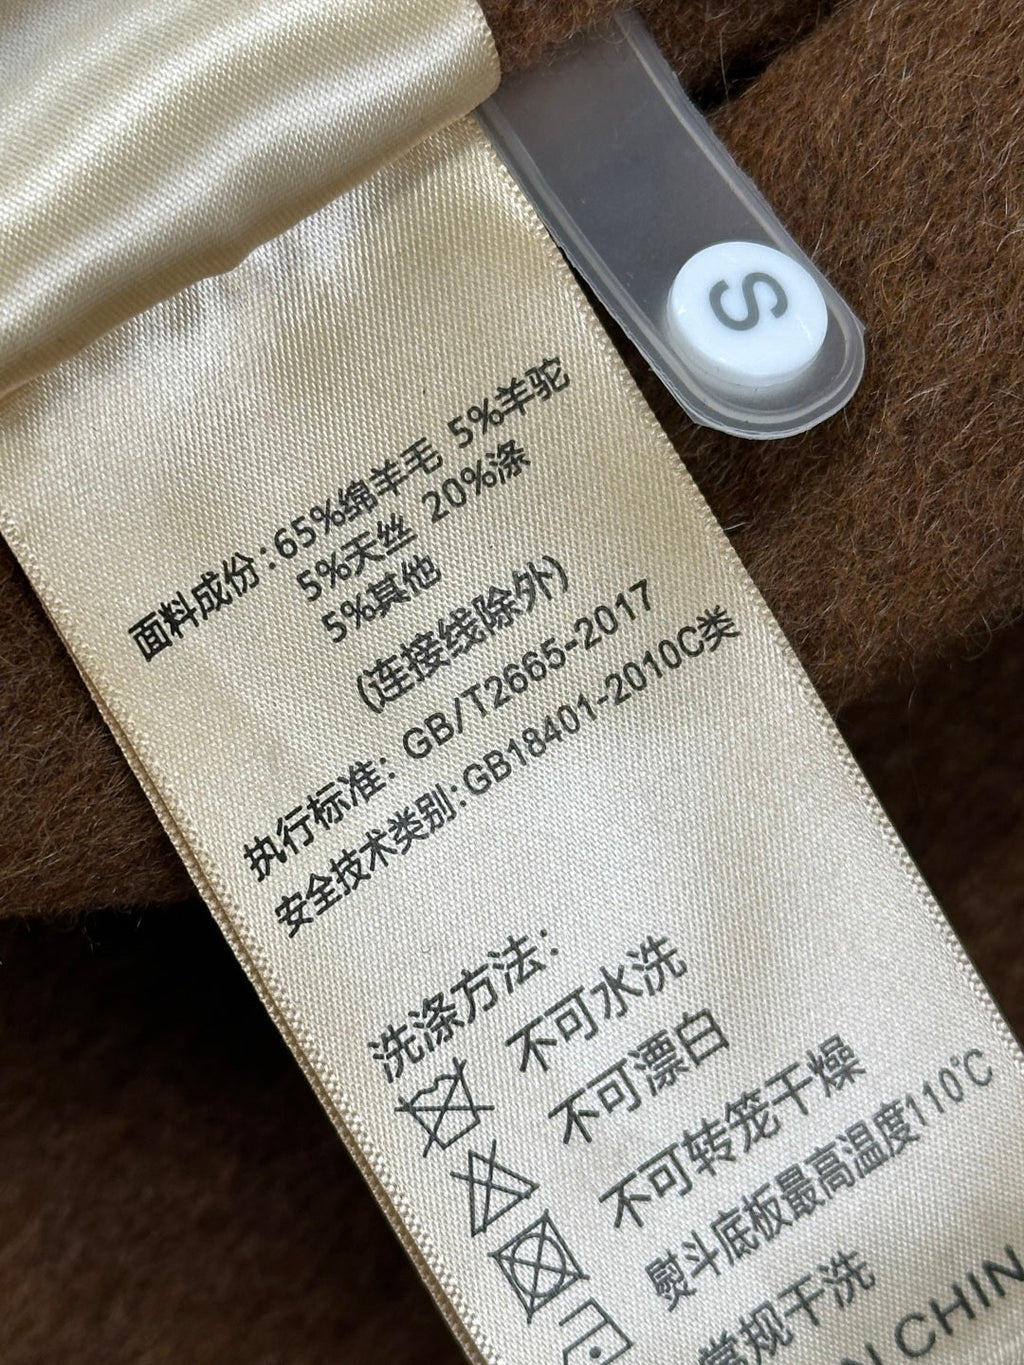 S
面料成份:65%绵羊毛 5%羊驼
5%天丝 20%涤
5%其他
(连接线除外)
执行标准: GB/T2665-2017
安全技术类别:GB18401-2010C类
洗涤方法:
不可水洗
不可漂白
不可转笼干燥
熨斗底板最高温度110℃
常规干洗
CHIN